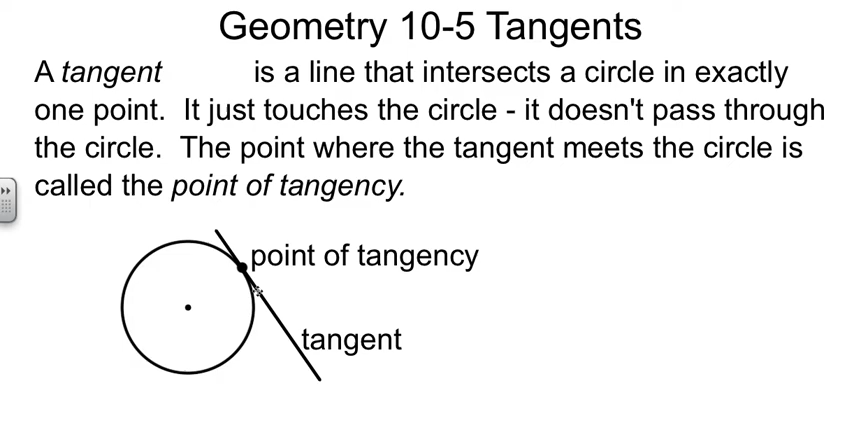 Geometry 10-5 Tangents
A tangent is a line that intersects a circle in exactly
one point. It just touches the circle - it doesn't pass through
the circle. The point where the tangent meets the circle is
called the point of tangency.
point of tangency
tangent